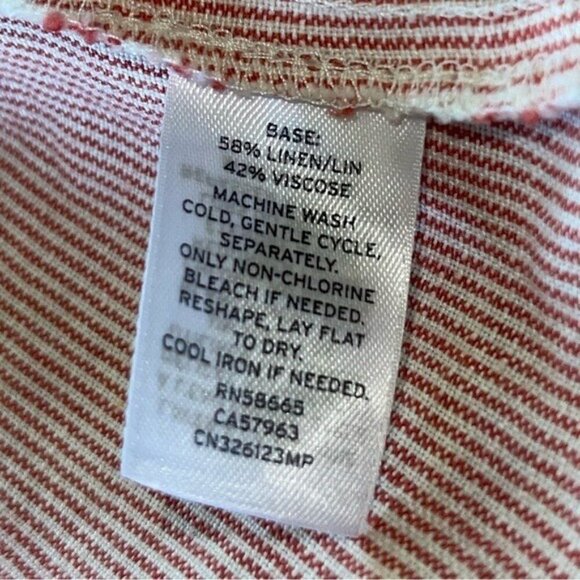 BASE:
58% LINEN/LIN
42% VISCOSE
MACHINE WASH
COLD, GENTLE CYCLE,
SEPARATELY.
ONLY NON-CHLORINE
BLEACH IF NEEDED.
RESHAPE, LAY FLAT
TO DRY.
COOL IRON IF NEEDED.
RN58665
CA57963
CN326123MP